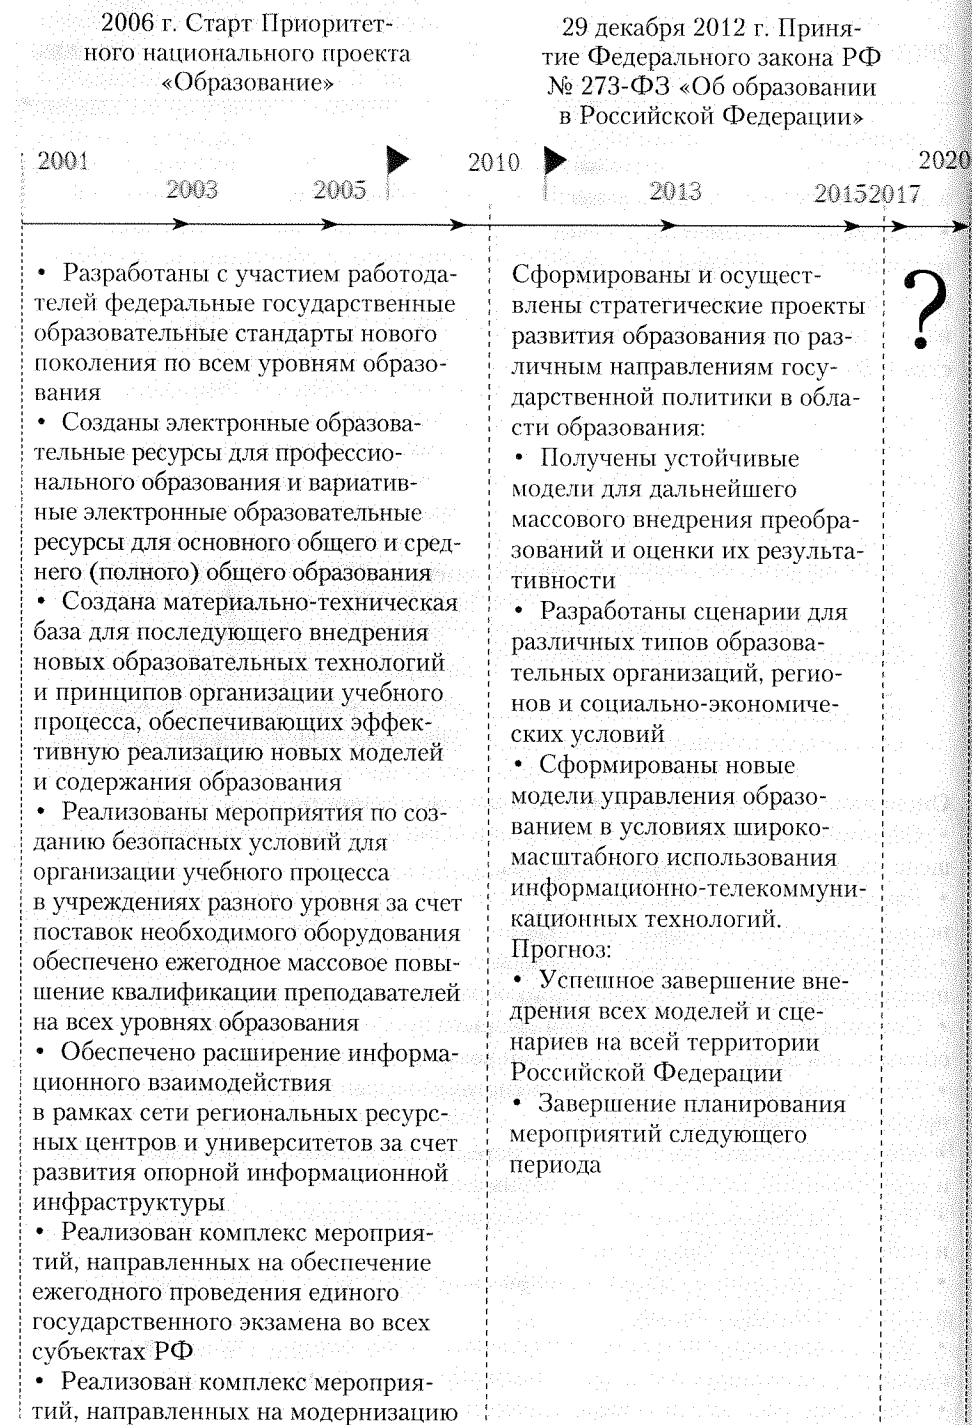 2006 г. Старт Приоритет-
ного национального проекта
«Образование»
29 декабря 2012 г. Приня-
тие Федерального закона РФ
№ 273-ФЗ «Об образовании
в Российской Федерации»
2001
2003
2005
2010
2013
2015
2017
2020
• Разработаны с участием работода-
телей федеральные государственные
образовательные стандарты нового
поколения по всем уровням образо-
вания
• Созданы электронные образова-
тельные ресурсы для профессио-
нального образования и вариатив-
ные электронные образовательные
ресурсы для основного общего и сред-
него (полного) общего образования
• Создана материально-техническая
база для последующего внедрения
новых образовательных технологий
и принципов организации учебного
процесса, обеспечивающих эффек-
тивную реализацию новых моделей
и содержания образования
• Реализованы мероприятия по соз-
данию безопасных условий для
организации учебного процесса
в учреждениях разного уровня за счет
поставок необходимого оборудования
обеспечено ежегодное массовое повы-
шение квалификации преподавателей
на всех уровнях образования
• Обеспечено расширение информа-
ционного взаимодействия
в рамках сети региональных ресурс-
ных центров и университетов за счет
развития опорной информационной
инфраструктуры
• Реализован комплекс мероприя-
тий, направленных на обеспечение
ежегодного проведения единого
государственного экзамена во всех
субъектах РФ
• Реализован комплекс мероприя-
тий, направленных на модернизацию
Сформированы и осущест-
влены стратегические проекты
развития образования по раз-
личным направлениям госу-
дарственной политики в обла-
сти образования:
• Получены устойчивые
модели для дальнейшего
массового внедрения преобра-
зований и оценки их результа-
тивности
• Разработаны сценарии для
различных типов образова-
тельных организаций, регио-
нов и социально-экономиче-
ских условий
• Сформированы новые
модели управления образо-
ванием в условиях широко-
масштабного использования
информационно-телекоммуни-
кационных технологий.
Прогноз:
• Успешное завершение вне-
дрения всех моделей и сце-
нариев на всей территории
Российской Федерации
• Завершение планирования
мероприятий следующего
периода
?